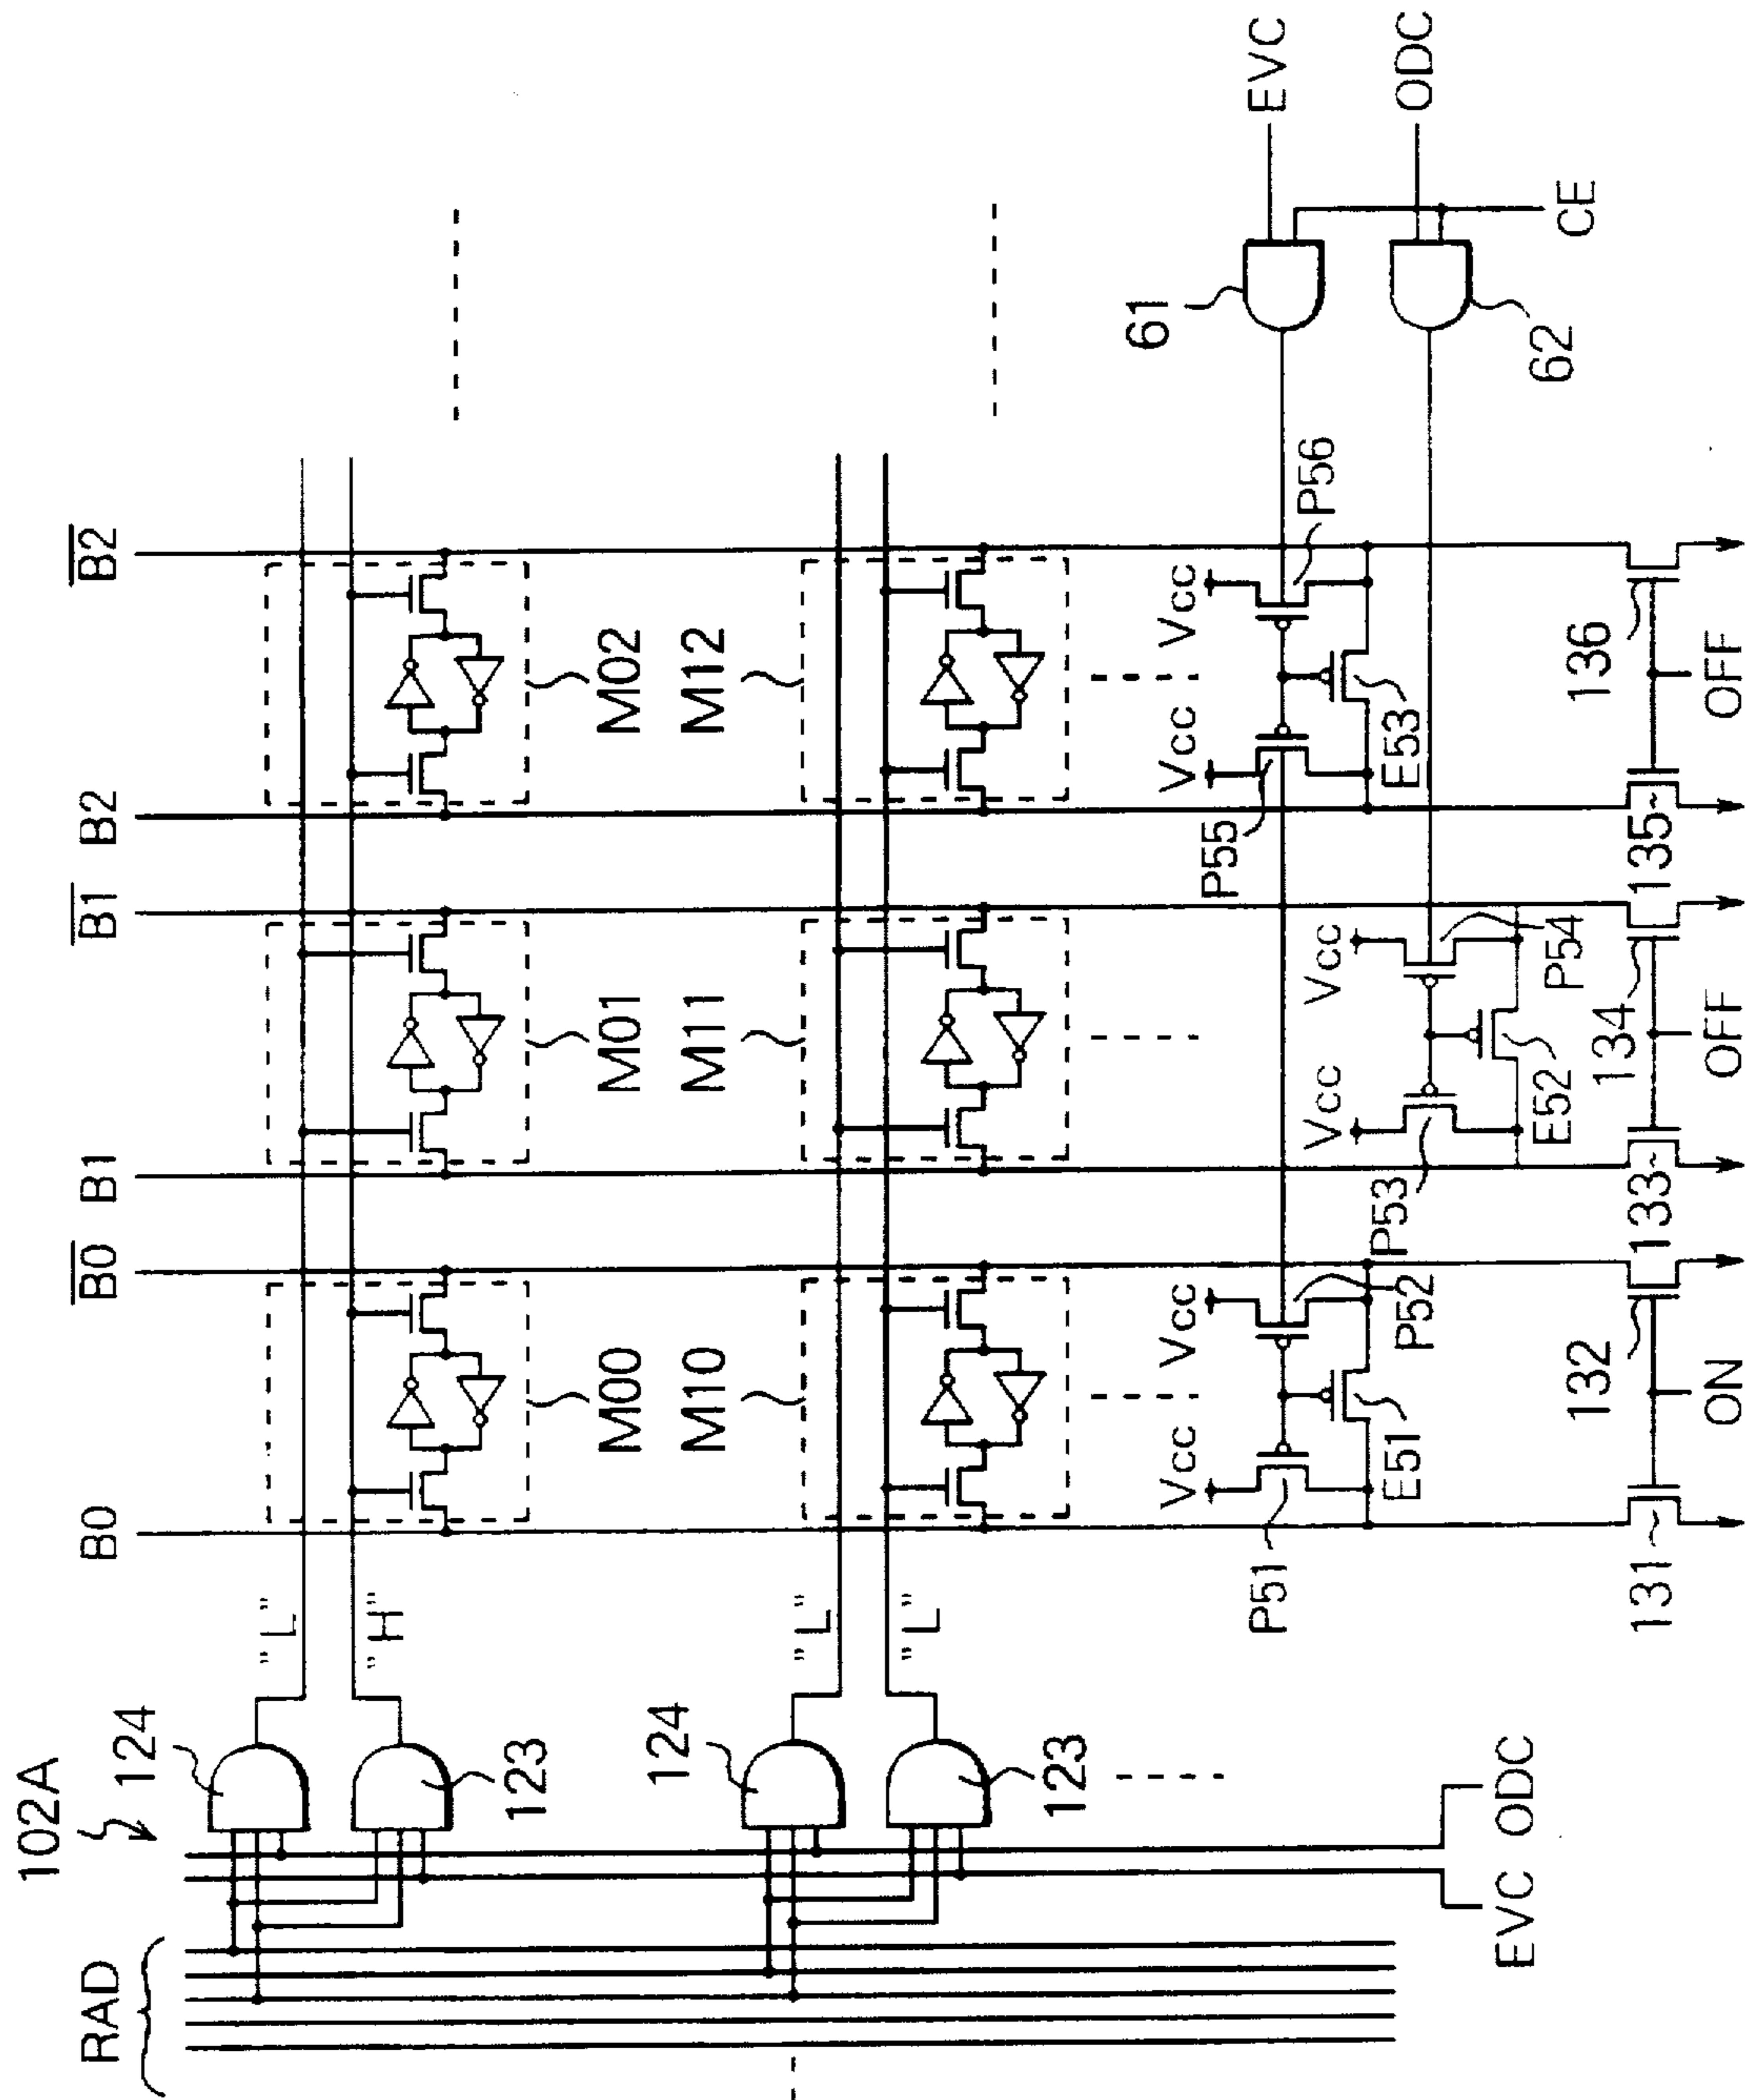 102A
RAD
124
123
124
123
EVC ODC
"L"
"H"
"L"
"L"
B0
B0
B1
B1
B2
B2
M00
M01
M02
M10
M11
M12
Vcc
Vcc
Vcc
Vcc
Vcc
Vcc
P51
P52
E51
P53
P54
E52
P55
P56
E53
61
62
EVC
ODC
CE
131
132
133
134
135
136
ON
OFF
OFF